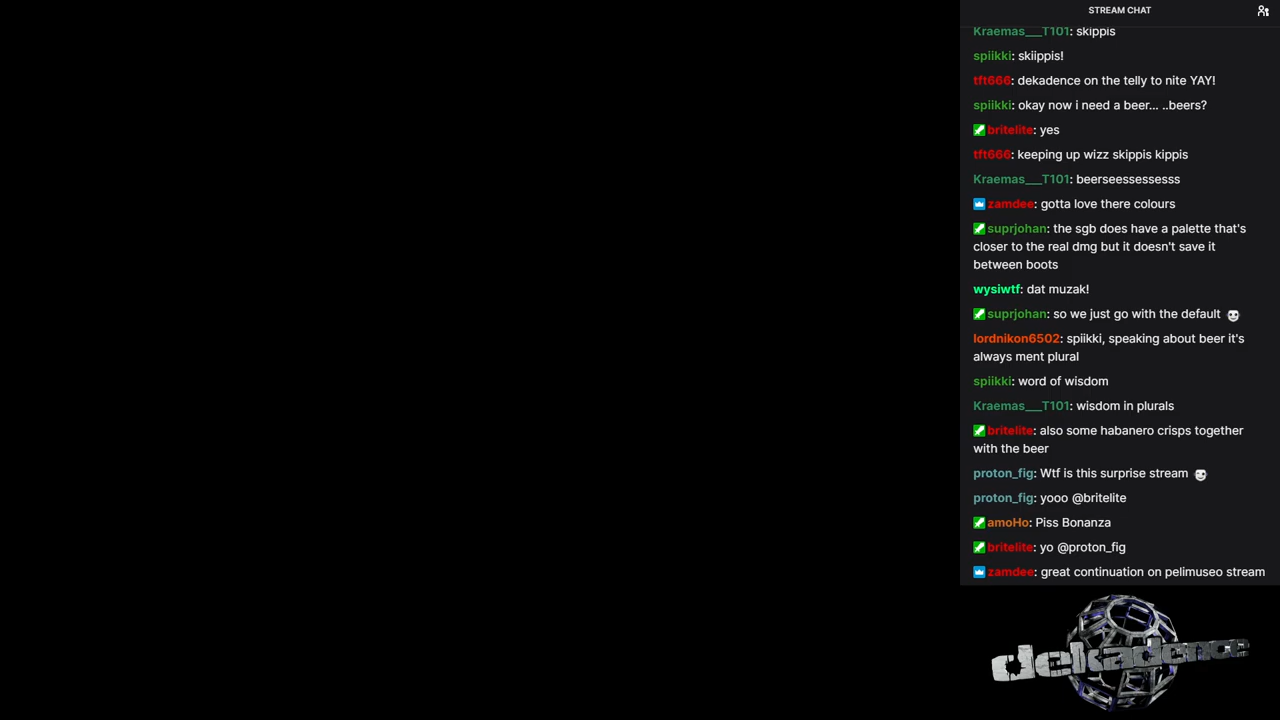 STREAM CHAT
Kraemas___T101: skippis
spiikki: skiippis!
tft666: dekadence on the telly to nite YAY!
spiikki: okay now i need a beer... ..beers?
britelite: yes
tft666: keeping up wizz skippis kippis
Kraemas___T101: beerseessessesss
zamdee: gotta love there colours
suprjohan: the sgb does have a palette that's
closer to the real dmg but it doesn't save it
between boots
wysiwtf: dat muzak!
suprjohan: so we just go with the default
lordnikon6502: spiikki, speaking about beer it's
always ment plural
spiikki: word of wisdom
Kraemas___T101: wisdom in plurals
britelite: also some habanero crisps together
with the beer
proton_fig: Wtf is this surprise stream
proton_fig: yooo @britelite
amoHo: Piss Bonanza
britelite: yo @proton_fig
zamdee: great continuation on pelimuseo stream
dekadence